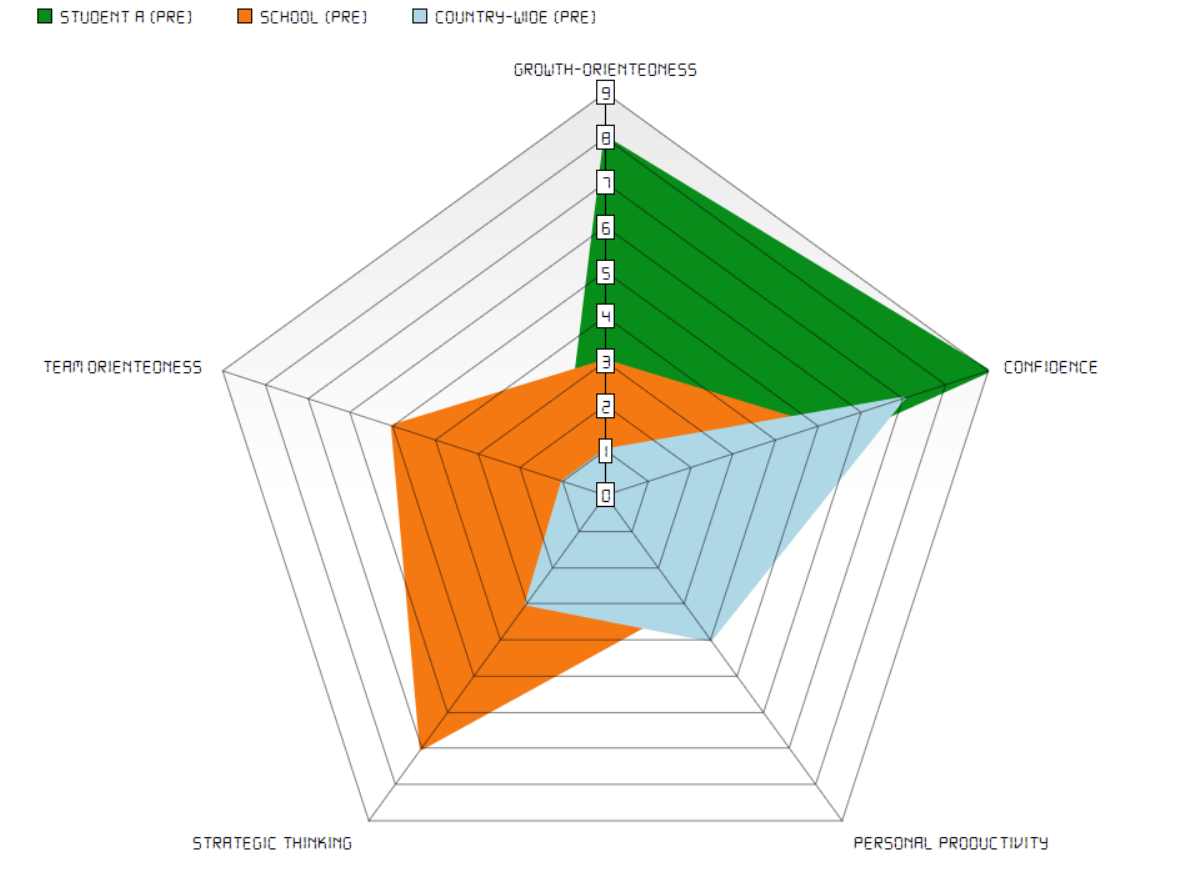 STUDENT A (PRE) SCHOOL (PRE) COUNTRY-WIDE (PRE)
GROWTH-ORIENTEDNESS
9
8
7
6
5
4
3
TEAM ORIENTEDNESS CONFIDENCE
2
1
0
STRATEGIC THINKING PERSONAL PRODUCTIVITY